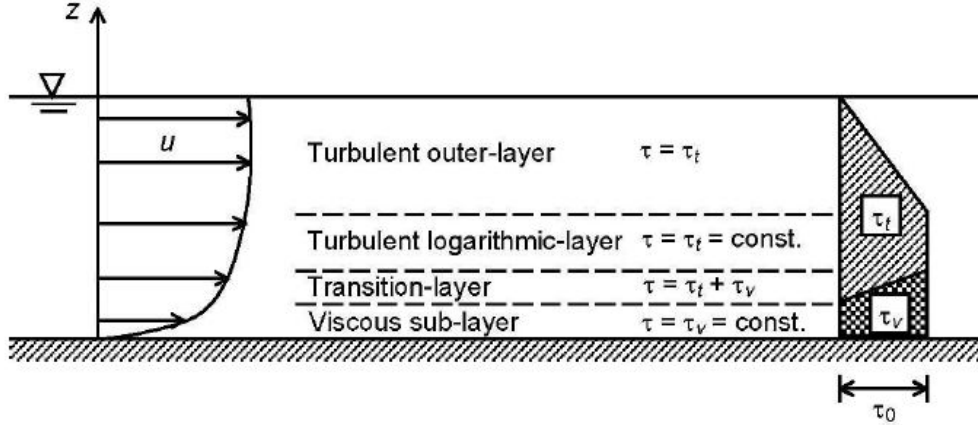 z
u
Turbulent outer-layer τ = τt
Turbulent logarithmic-layer τ = τt = const.
Transition-layer τ = τt + τv
Viscous sub-layer τ = τv = const.
τt
τv
τ0